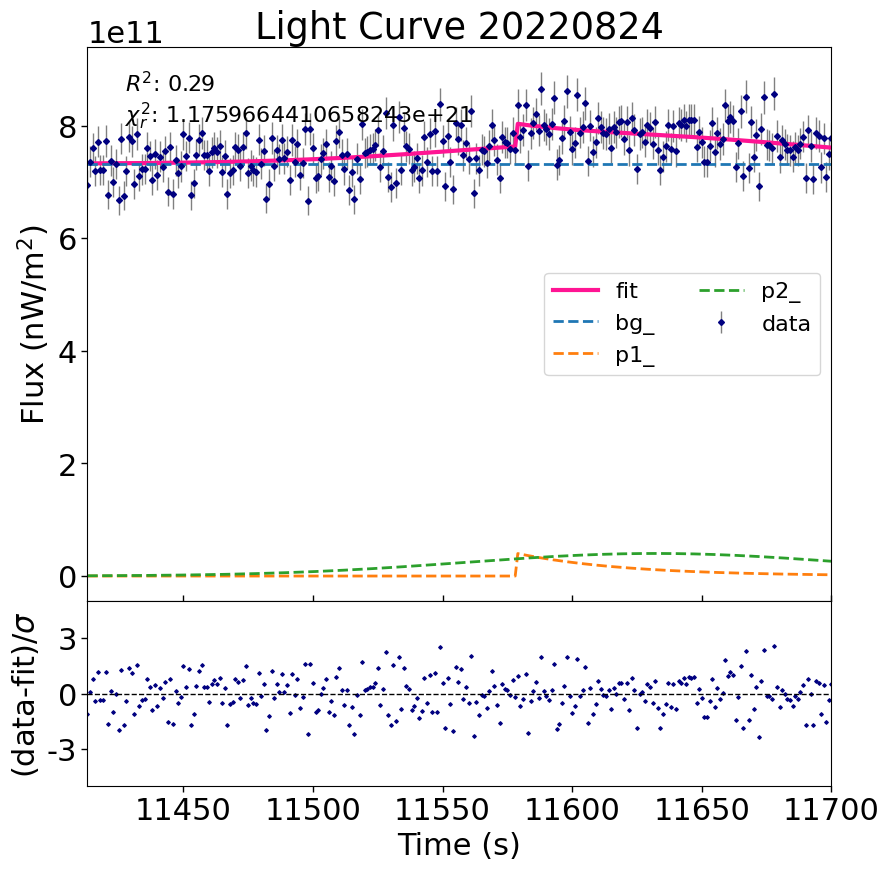 Light Curve 20220824
1e11
R²: 0.29
χ²ᵣ: 1.1759664410658243e+21
8
6
4
2
0
Flux (nW/m²)
fit
bg_
p1_
p2_
data
3
0
-3
(data-fit)/σ
11450 11500 11550 11600 11650 11700
Time (s)